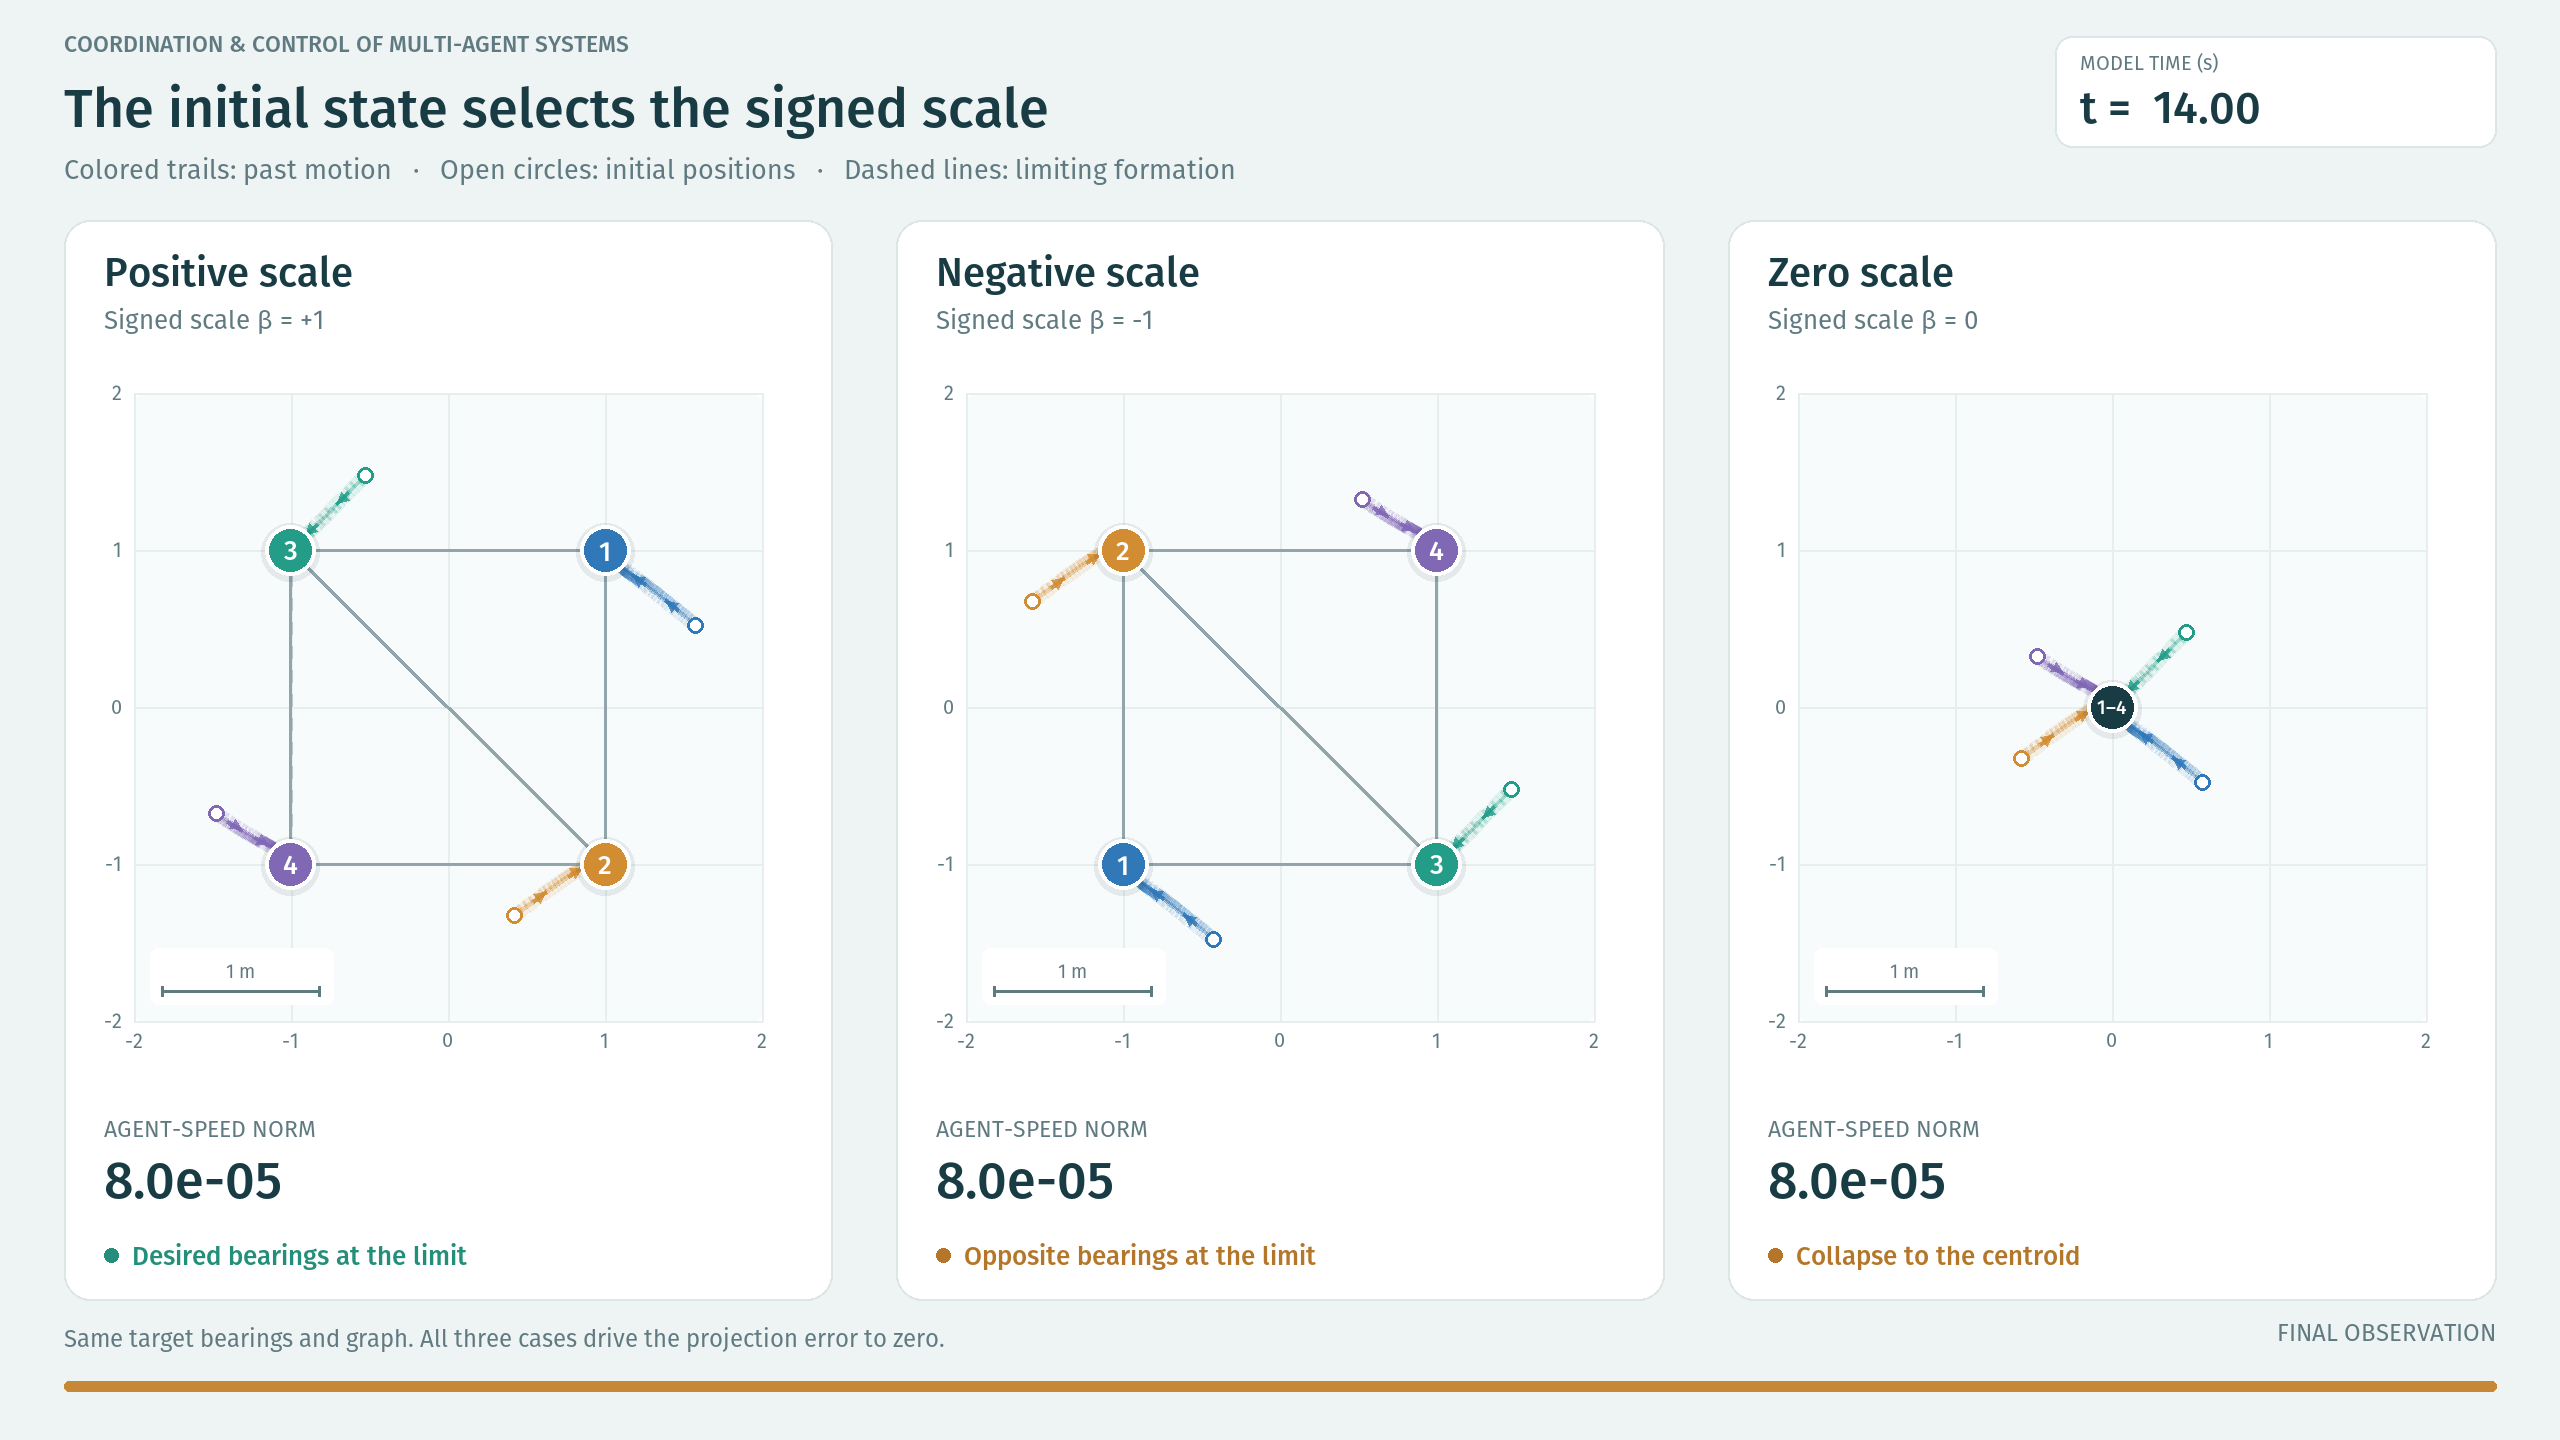 COORDINATION & CONTROL OF MULTI-AGENT SYSTEMS
The initial state selects the signed scale
Colored trails: past motion · Open circles: initial positions · Dashed lines: limiting formation
MODEL TIME (s)
t = 14.00
Positive scale
Signed scale β = +1
2
1
0
-1
-2
-2
-1
0
1
2
3
1
4
2
1 m
AGENT-SPEED NORM
8.0e-05
Desired bearings at the limit
Negative scale
Signed scale β = -1
2
1
0
-1
-2
-2
-1
0
1
2
2
4
1
3
1 m
AGENT-SPEED NORM
8.0e-05
Opposite bearings at the limit
Zero scale
Signed scale β = 0
2
1
0
-1
-2
-2
-1
0
1
2
1–4
1 m
AGENT-SPEED NORM
8.0e-05
Collapse to the centroid
Same target bearings and graph. All three cases drive the projection error to zero.
FINAL OBSERVATION